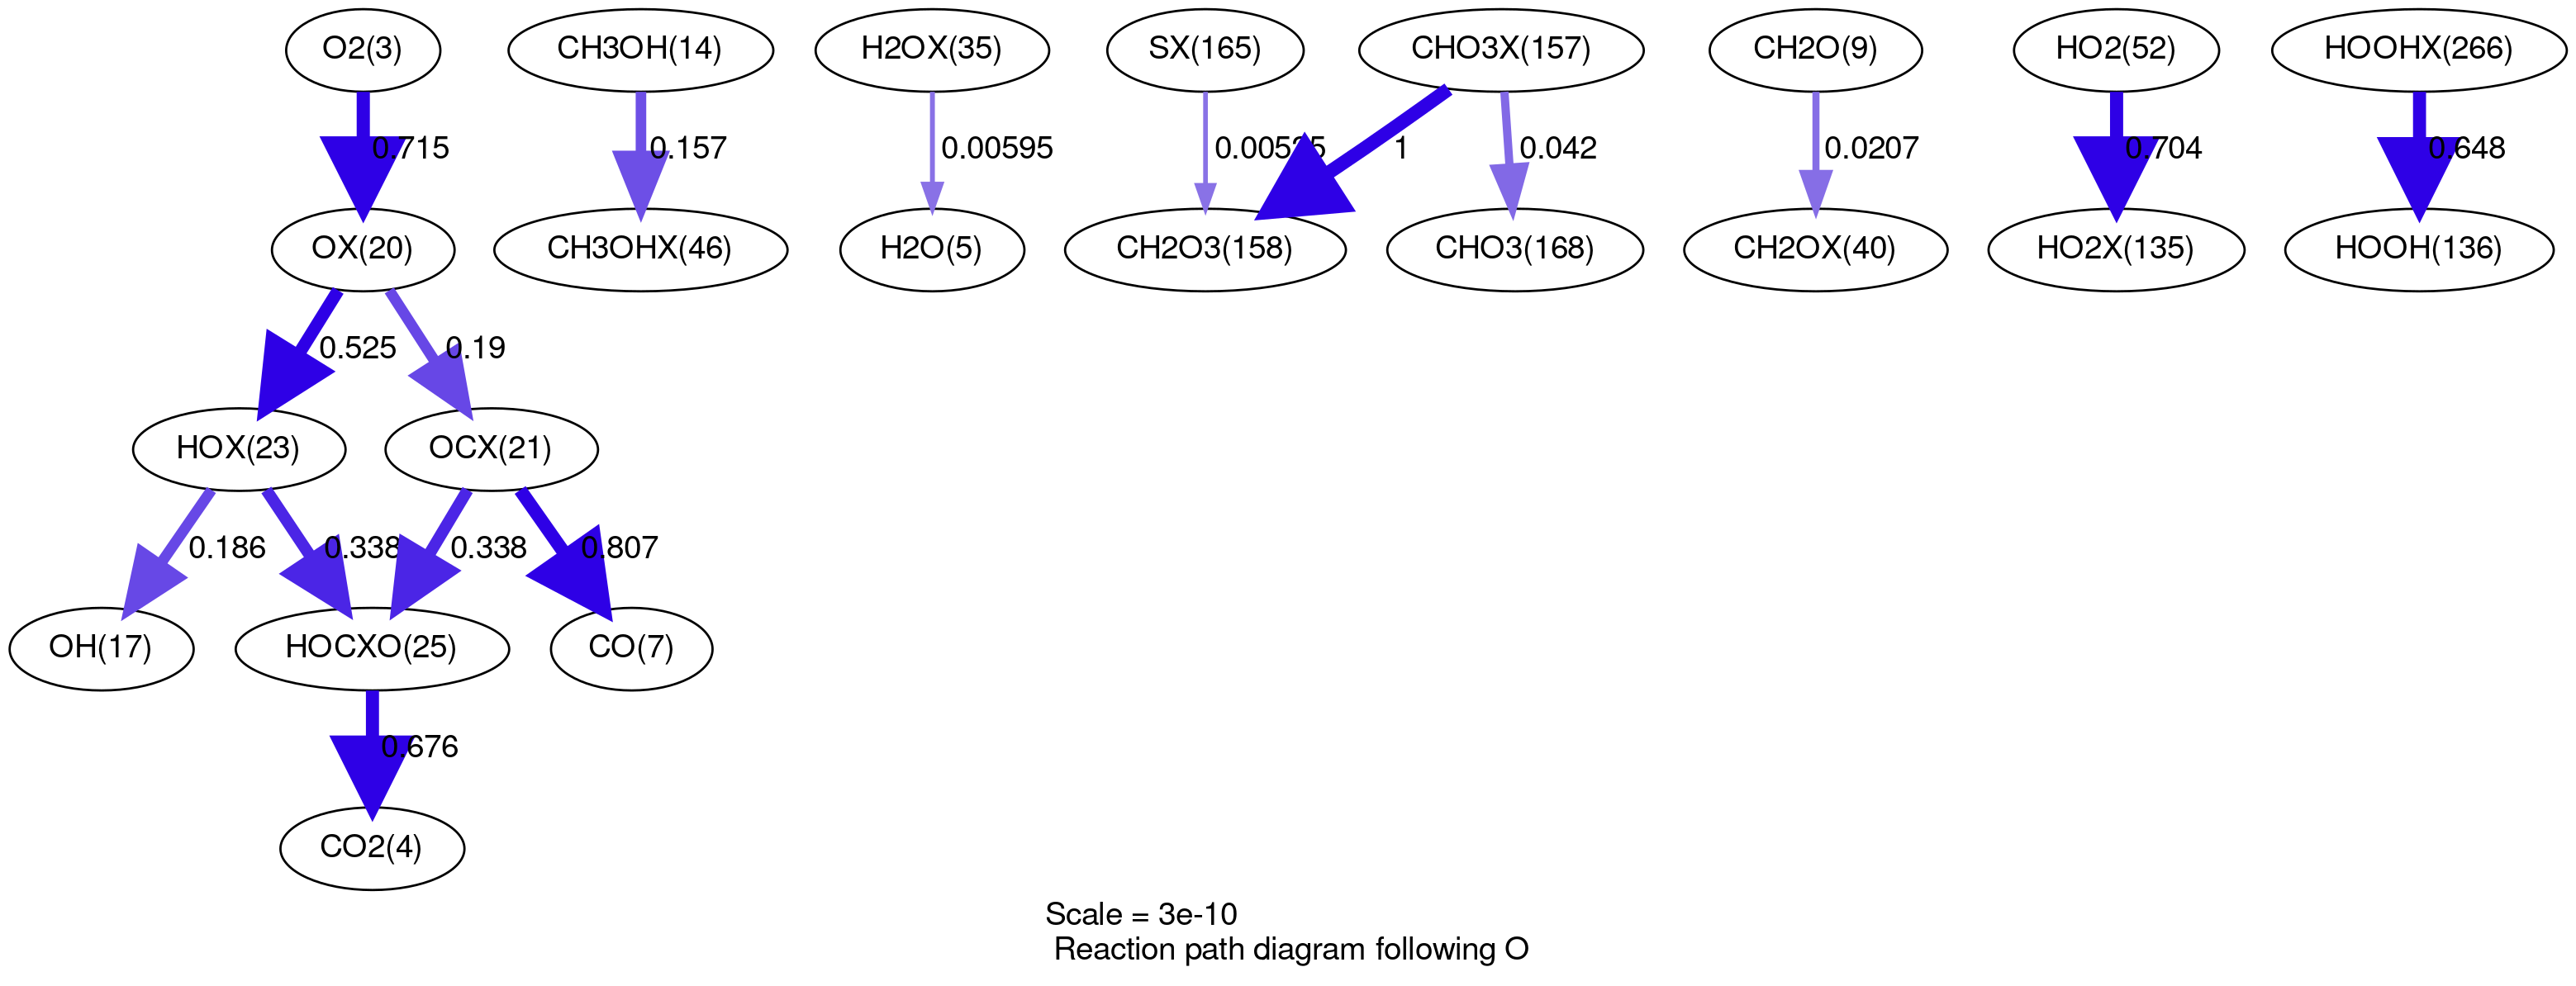 O2(3)
CH3OH(14)
H2OX(35)
SX(165)
CHO3X(157)
CH2O(9)
HO2(52)
HOOHX(266)
0.715
0.157
0.00595
1
0.042
0.0207
0.704
0.648
OX(20)
CH3OHX(46)
H2O(5)
CH2O3(158)
CHO3(168)
CH2OX(40)
HO2X(135)
HOOH(136)
0.525
0.19
HOX(23)
OCX(21)
0.186
0.338
0.338
0.807
OH(17)
HOCXO(25)
CO(7)
0.676
CO2(4)
Scale = 3e-10
Reaction path diagram following O